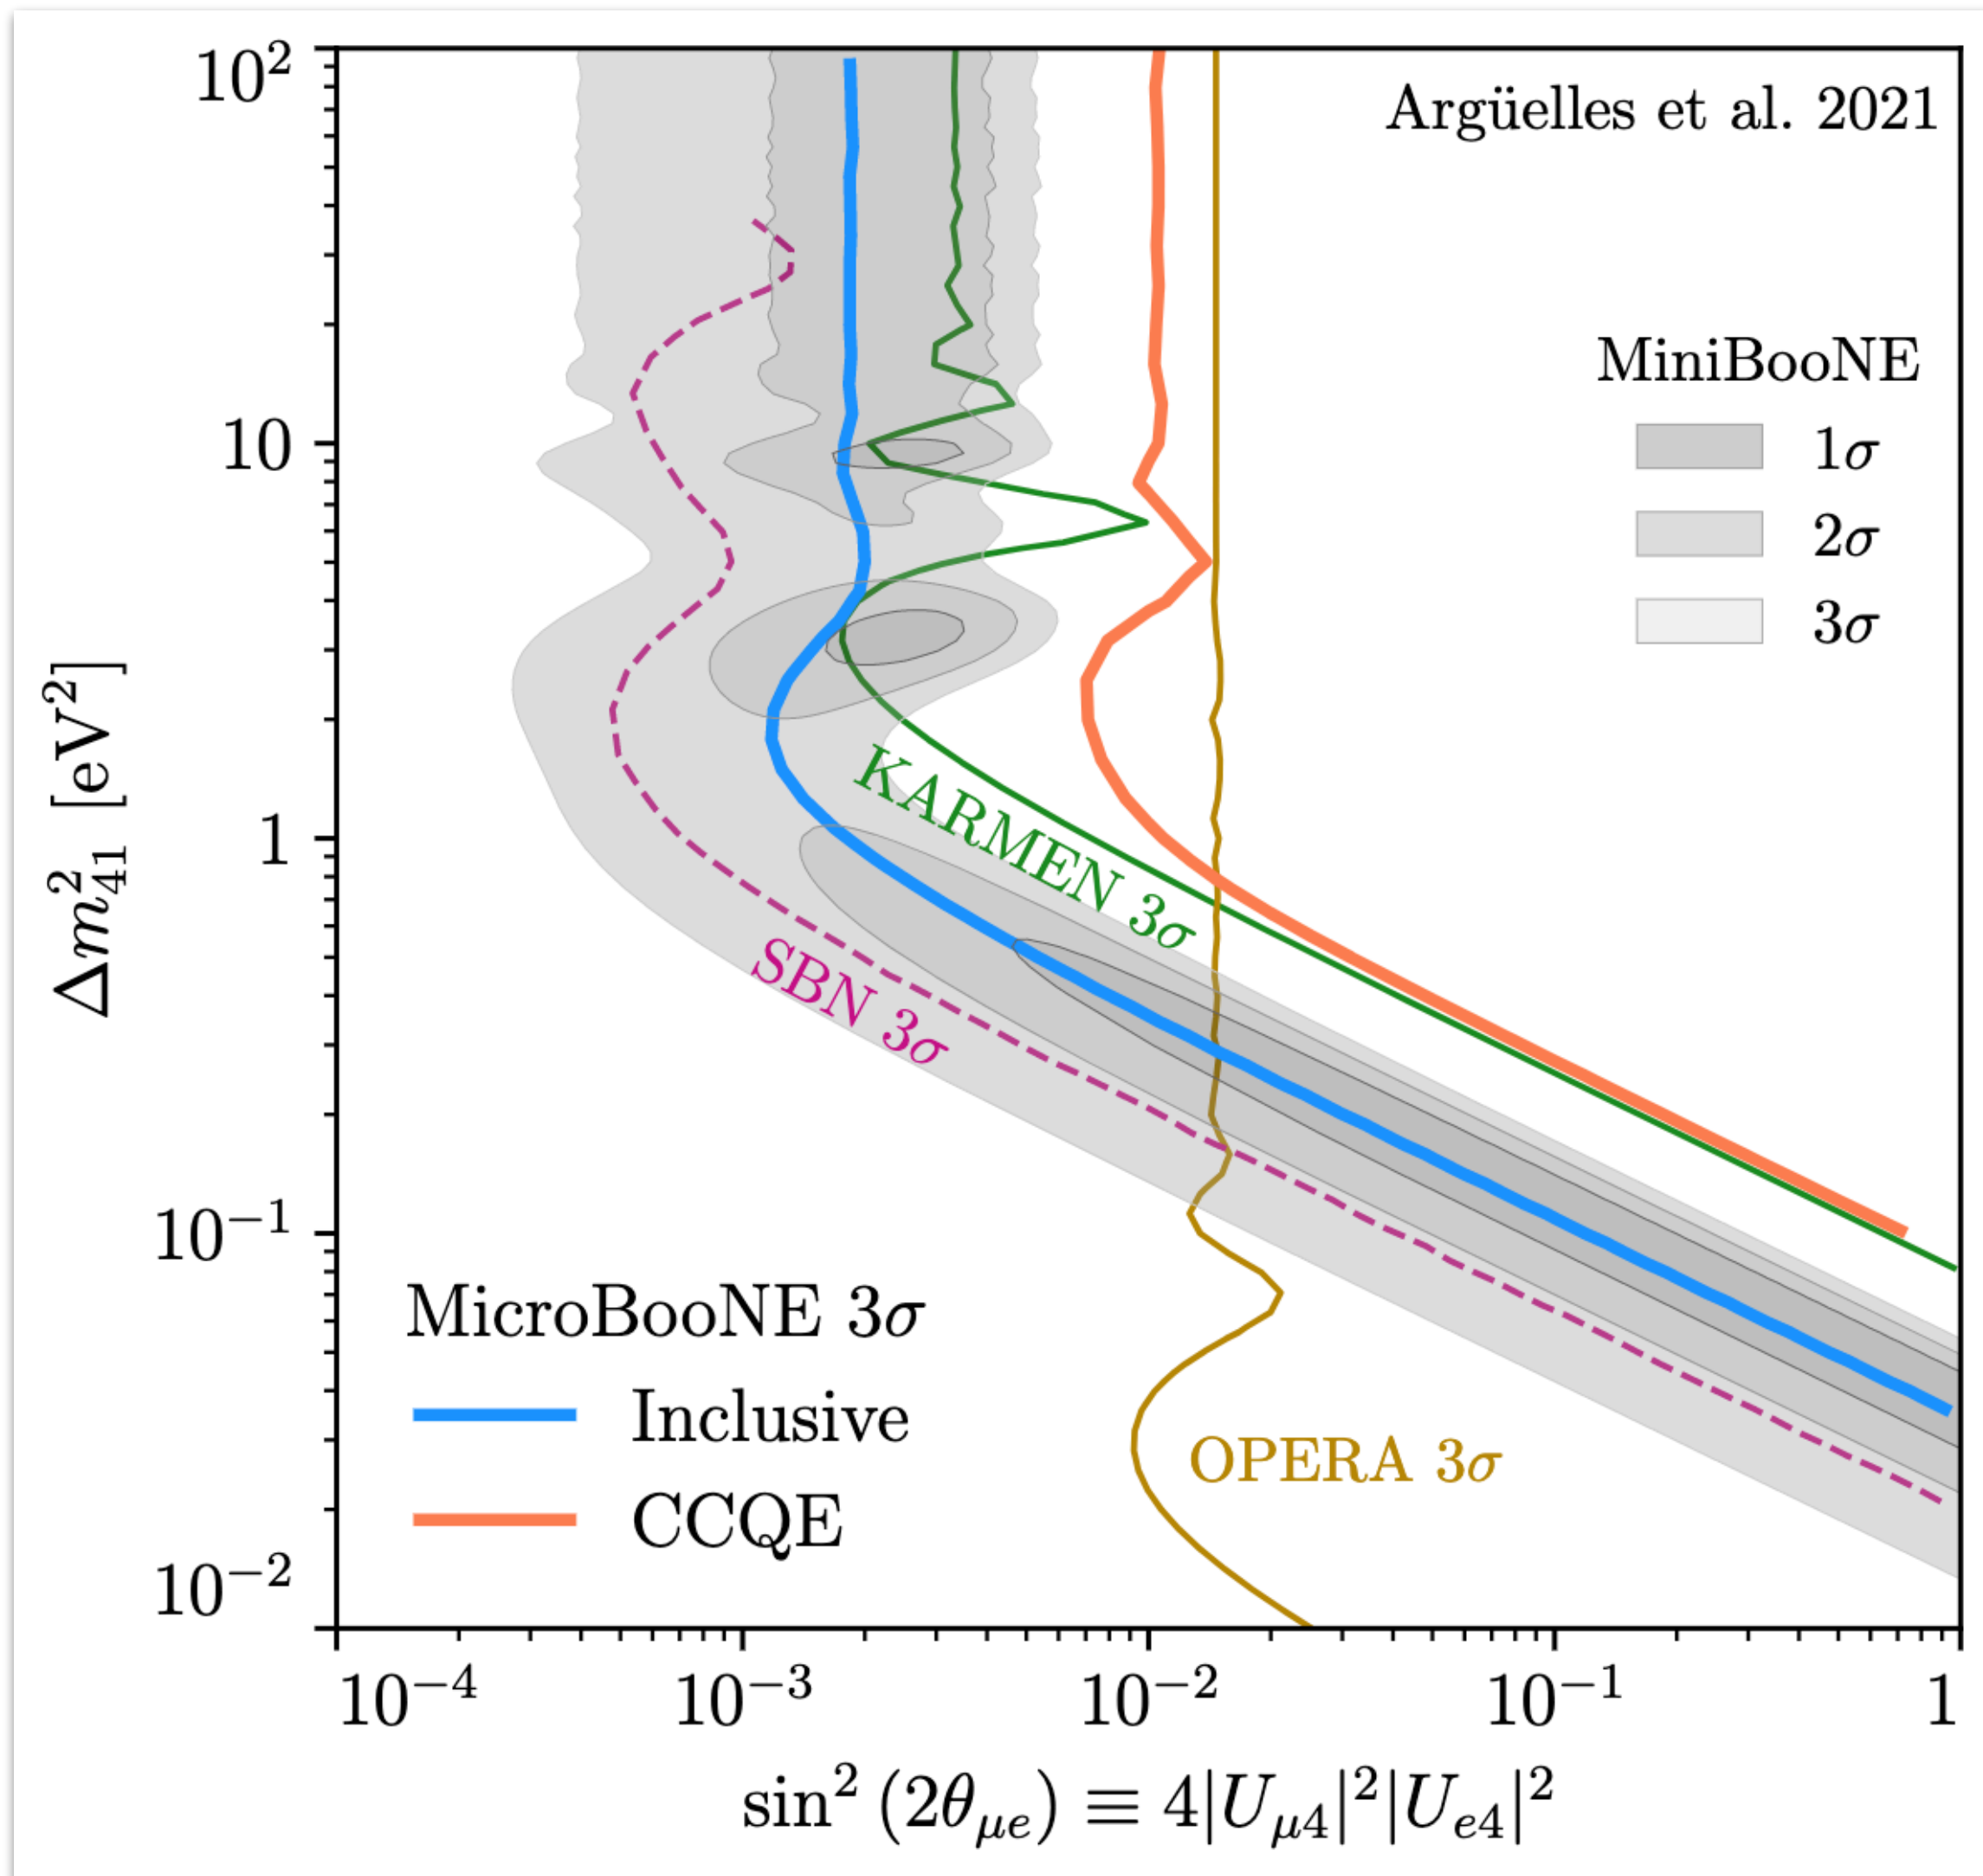 Argüelles et al. 2021
MiniBooNE
1σ
2σ
3σ
KARMEN 3σ
SBN 3σ
OPERA 3σ
MicroBooNE 3σ
Inclusive
CCQE
10²
10
1
10⁻¹
10⁻²
Δm²₄₁ [eV²]
10⁻⁴ 10⁻³ 10⁻² 10⁻¹ 1
sin² (2θ_μe) ≡ 4|U_μ4|²|U_e4|²